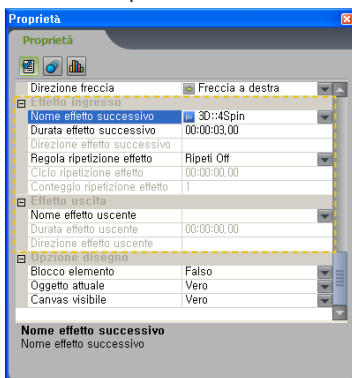 Proprietà
Proprietà
Direzione freccia Freccia a destra
Effetto ingresso
Nome effetto successivo 3D::4Spin
Durata effetto successivo 00:00:03,00
Direzione effetto successivo
Regola ripetizione effetto Ripeti Off
Ciclo ripetizione effetto 00:00:00,00
Conteggio ripetizione effetto 1
Effetto uscita
Nome effetto uscente
Durata effetto uscente 00:00:00,00
Direzione effetto uscente
Opzione disegno
Blocco elemento Falso
Oggetto attuale Vero
Canvas visibile Vero
Nome effetto successivo
Nome effetto successivo